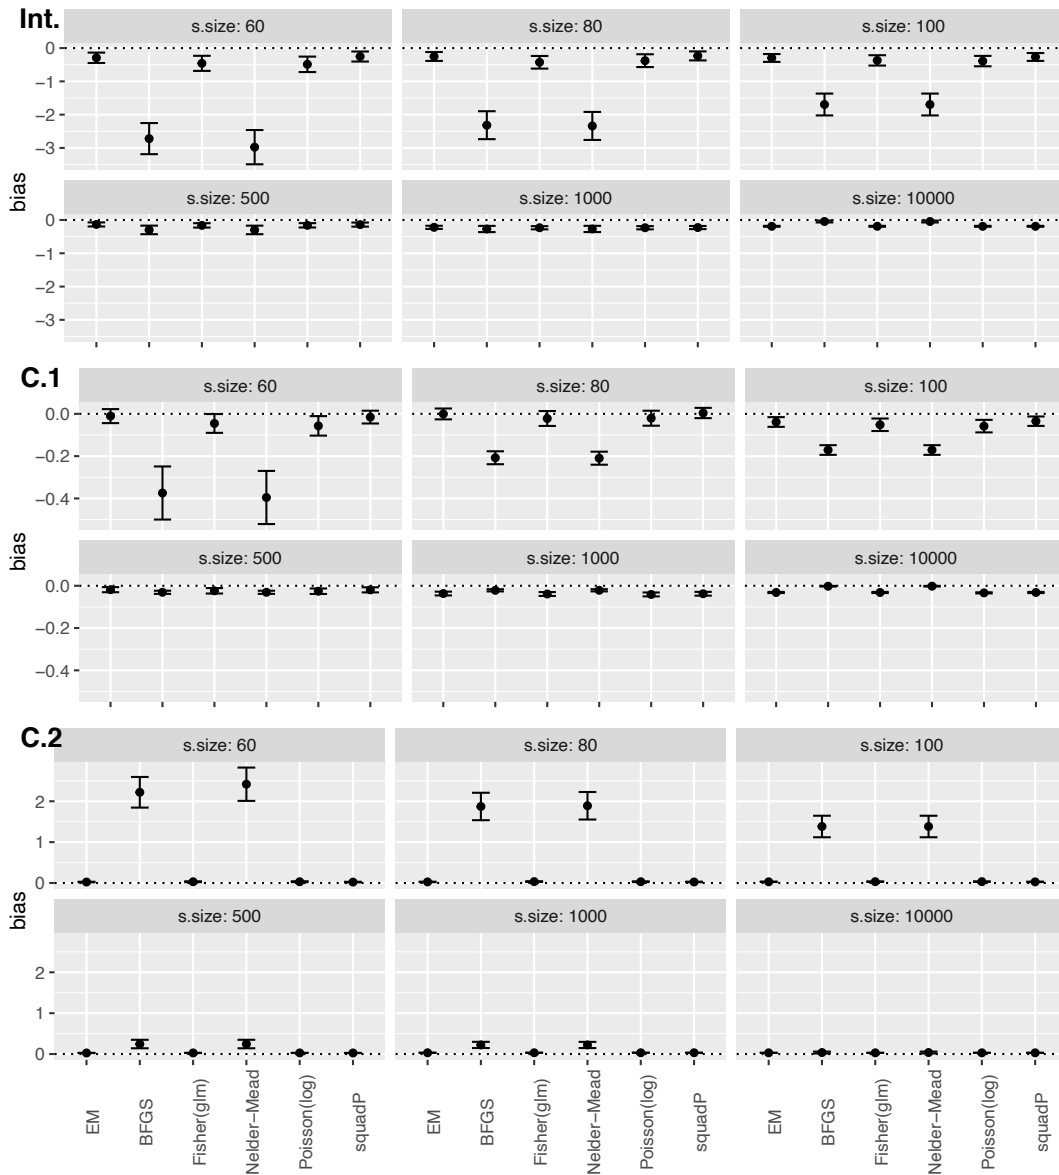 Int.
s.size: 60
s.size: 80
s.size: 100
0
−1
−2
−3
s.size: 500
s.size: 1000
s.size: 10000
0
−1
−2
−3
bias
C.1
s.size: 60
s.size: 80
s.size: 100
0.0
−0.2
−0.4
s.size: 500
s.size: 1000
s.size: 10000
0.0
−0.2
−0.4
bias
C.2
s.size: 60
s.size: 80
s.size: 100
2
1
0
s.size: 500
s.size: 1000
s.size: 10000
2
1
0
bias
EM
BFGS
Fisher(glm)
Nelder−Mead
Poisson(log)
squadP
EM
BFGS
Fisher(glm)
Nelder−Mead
Poisson(log)
squadP
EM
BFGS
Fisher(glm)
Nelder−Mead
Poisson(log)
squadP